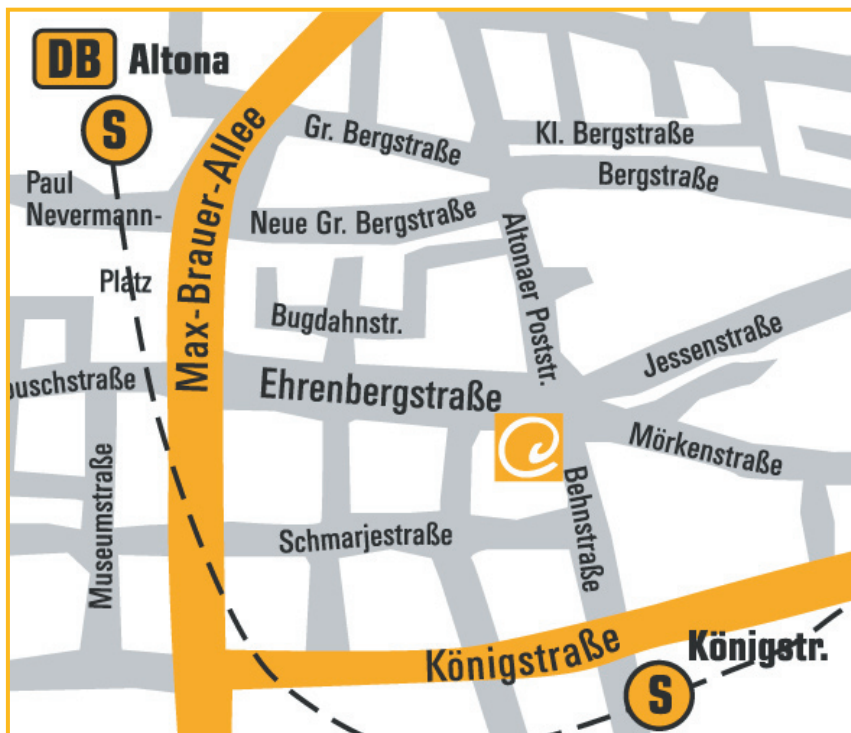 DB Altona
S
Gr. Bergstraße
Kl. Bergstraße
Bergstraße
Paul
Nevermann-
Platz
Max-Brauer-Allee
Neue Gr. Bergstraße
Altonaer Poststr.
Bugdahnstr.
Jessenstraße
uschstraße
Ehrenbergstraße
Mörkenstraße
Museumstraße
Schmarjestraße
Behnstraße
Königstraße
Königstr.
S